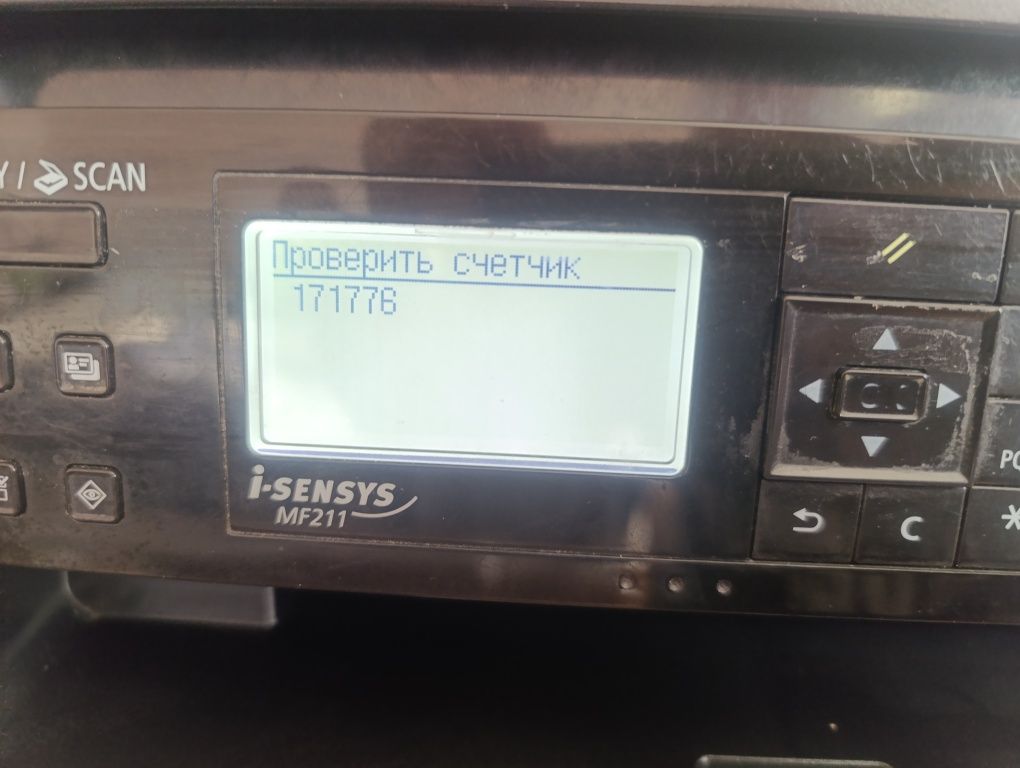 SCAN
Проверить счетчик
171776
i-SENSYS
MF211
C